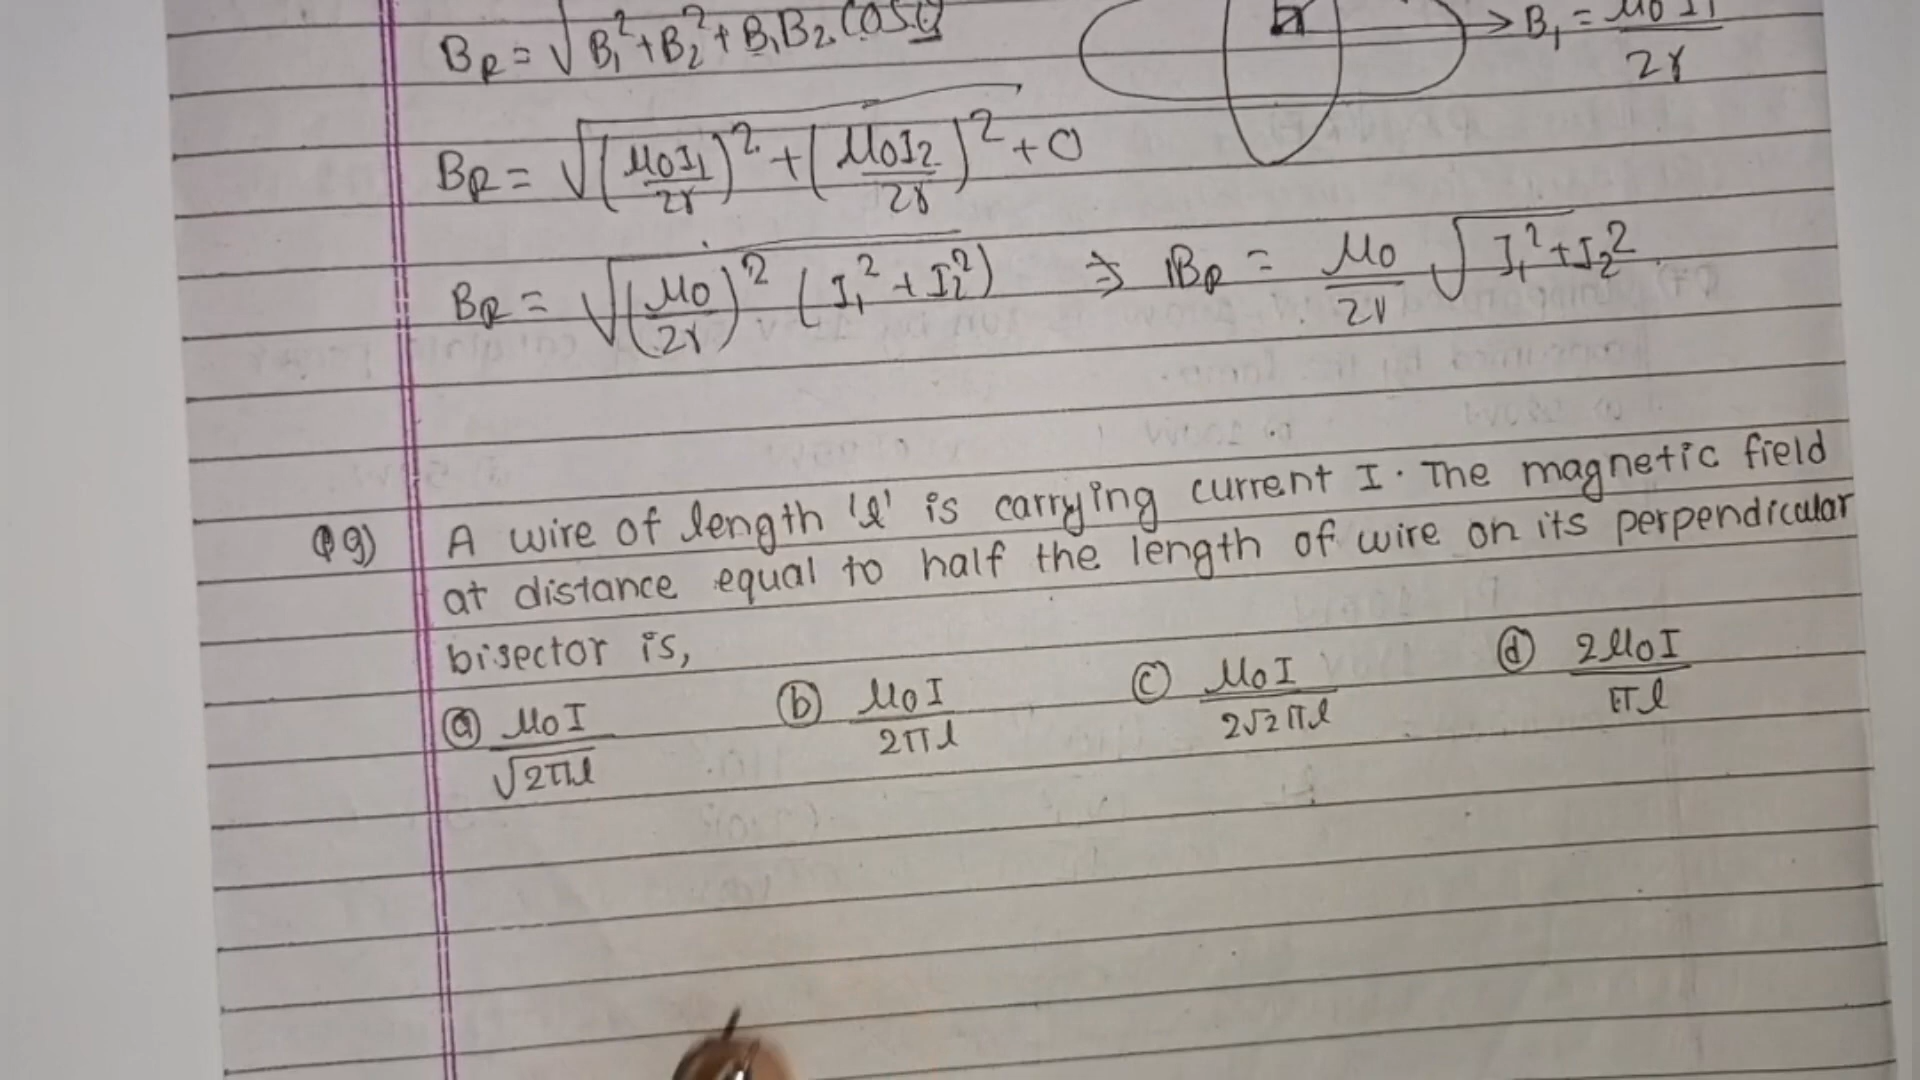 B_R = √B₁²+B₂²+B₁B₂ Cosθ
→ B₁ = μ₀I₁/2r
B_R = √(μ₀I₁/2r)² + (μ₀I₂/2r)² + 0
B_R = √(μ₀/2r)² (I₁²+I₂²) ⇒ B_R = μ₀/2r √I₁²+I₂²
Q9) A wire of length 'l' is carrying current I. The magnetic field
at distance equal to half the length of wire on its perpendicular
bisector is,
ⓐ μ₀I/√2πl ⓑ μ₀I/2πl ⓒ μ₀I/2√2πl ⓓ 2μ₀I/πl